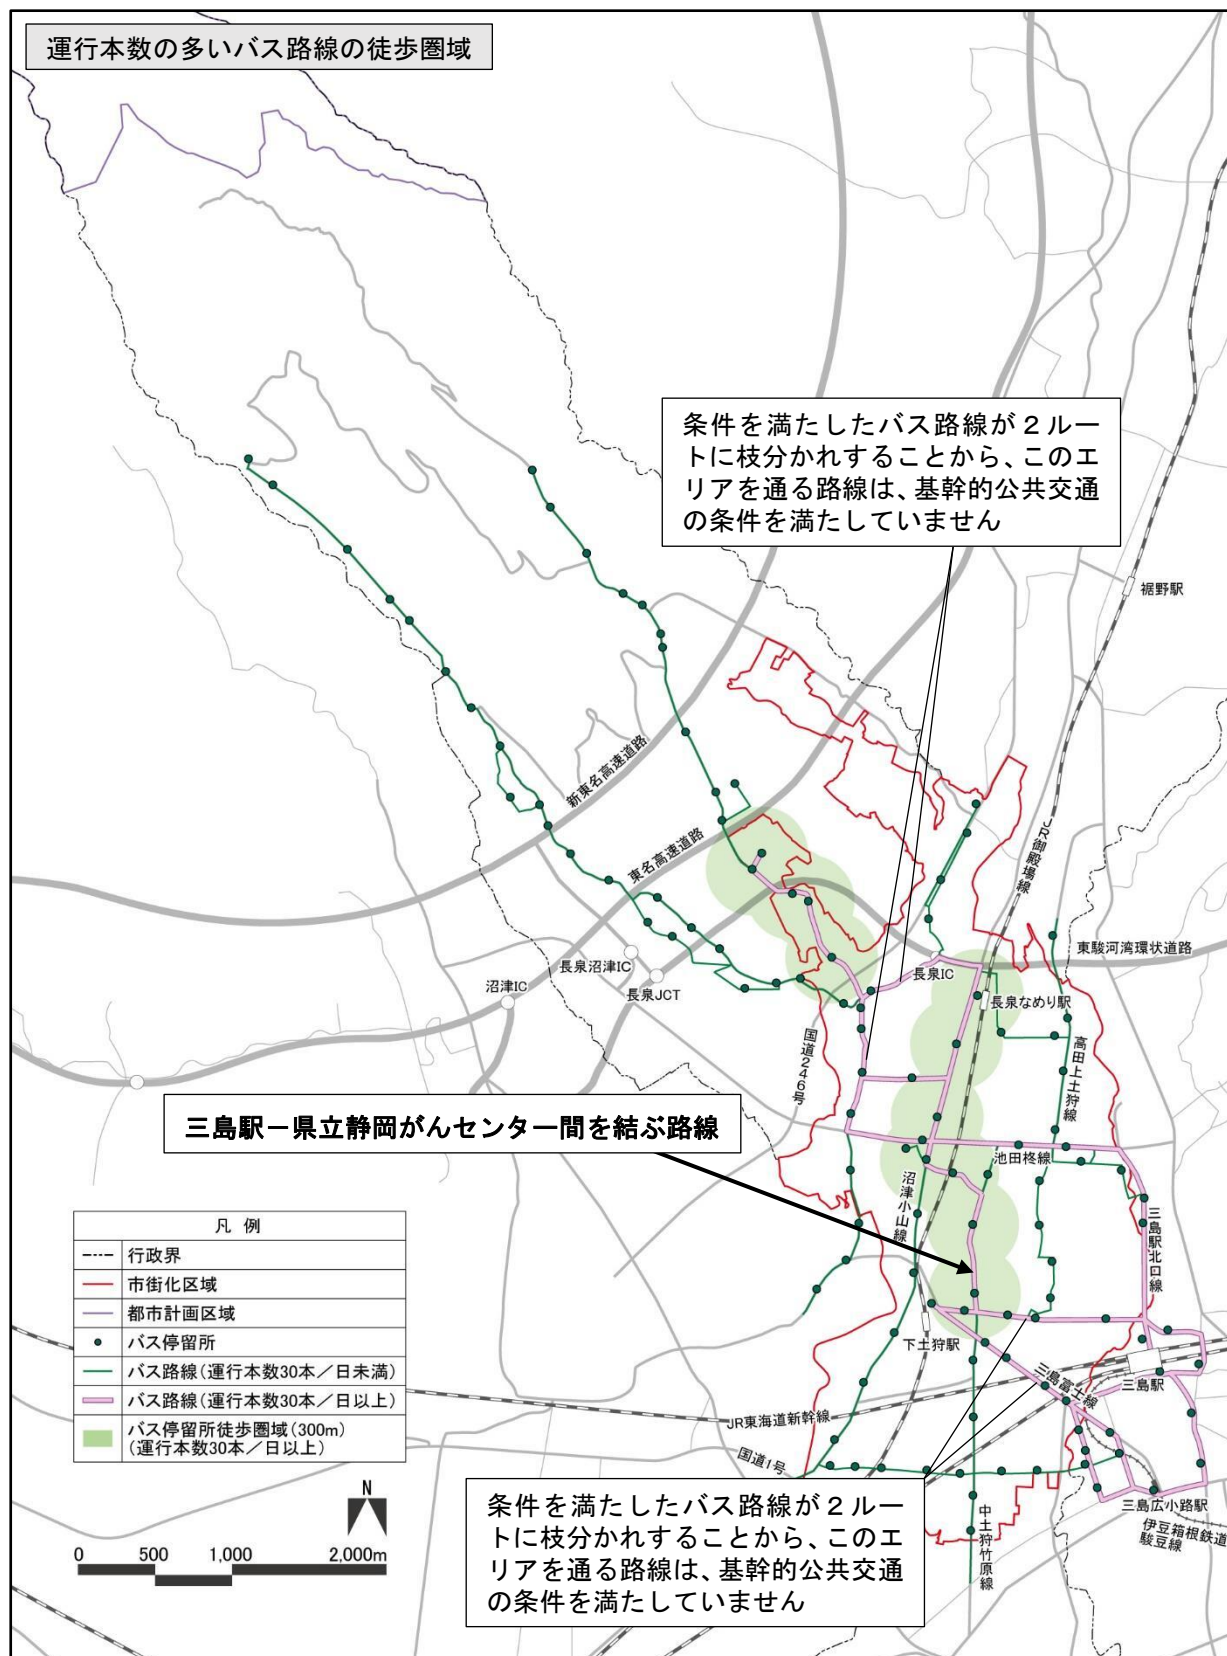 運行本数の多いバス路線の徒歩圏域
条件を満たしたバス路線が２ルー
トに枝分かれすることから、このエ
リアを通る路線は、基幹的公共交通
の条件を満たしていません
裾野駅
新東名高速道路
東名高速道路
JR御殿場線
東駿河湾環状道路
長泉沼津IC
長泉IC
沼津IC
長泉JCT
長泉なめり駅
国道246号
高田上土狩線
三島駅－県立静岡がんセンター間を結ぶ路線
池田柊線
沼津小山線
三島駅北口線
凡 例
行政界
市街化区域
都市計画区域
バス停留所
バス路線（運行本数30本／日未満）
バス路線（運行本数30本／日以上）
バス停留所徒歩圏域（300m）
（運行本数30本／日以上）
下土狩駅
三島富士線
三島駅
JR東海道新幹線
国道1号
三島広小路駅
伊豆箱根鉄道
駿豆線
中土狩竹原線
条件を満たしたバス路線が２ルー
トに枝分かれすることから、このエ
リアを通る路線は、基幹的公共交通
の条件を満たしていません
N
0 500 1,000 2,000m